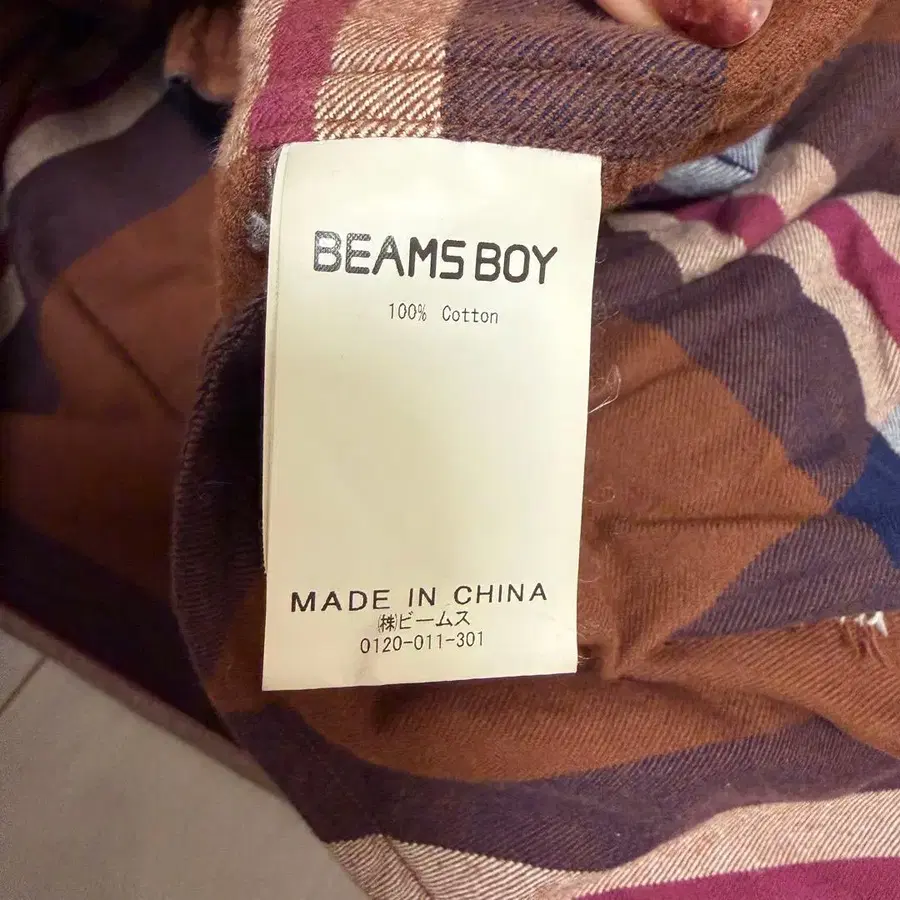 BEAMS BOY
100% Cotton
MADE IN CHINA
㈱ビームス
0120-011-301